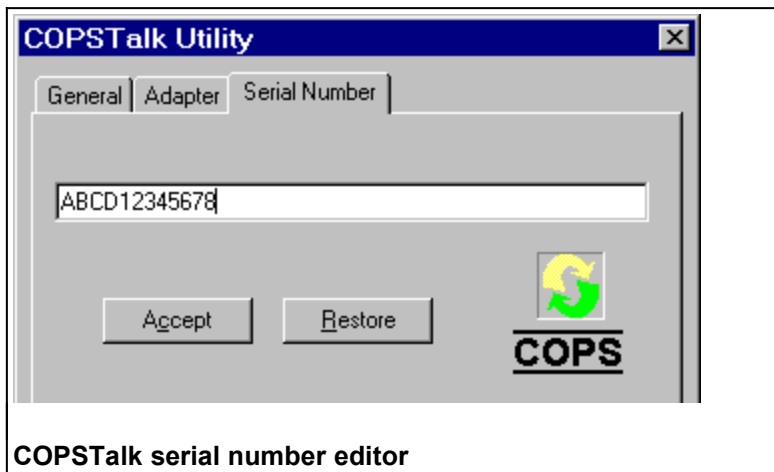 COPSTalk Utility
General Adapter Serial Number
ABCD12345678
Accept Restore
COPS
COPSTalk serial number editor